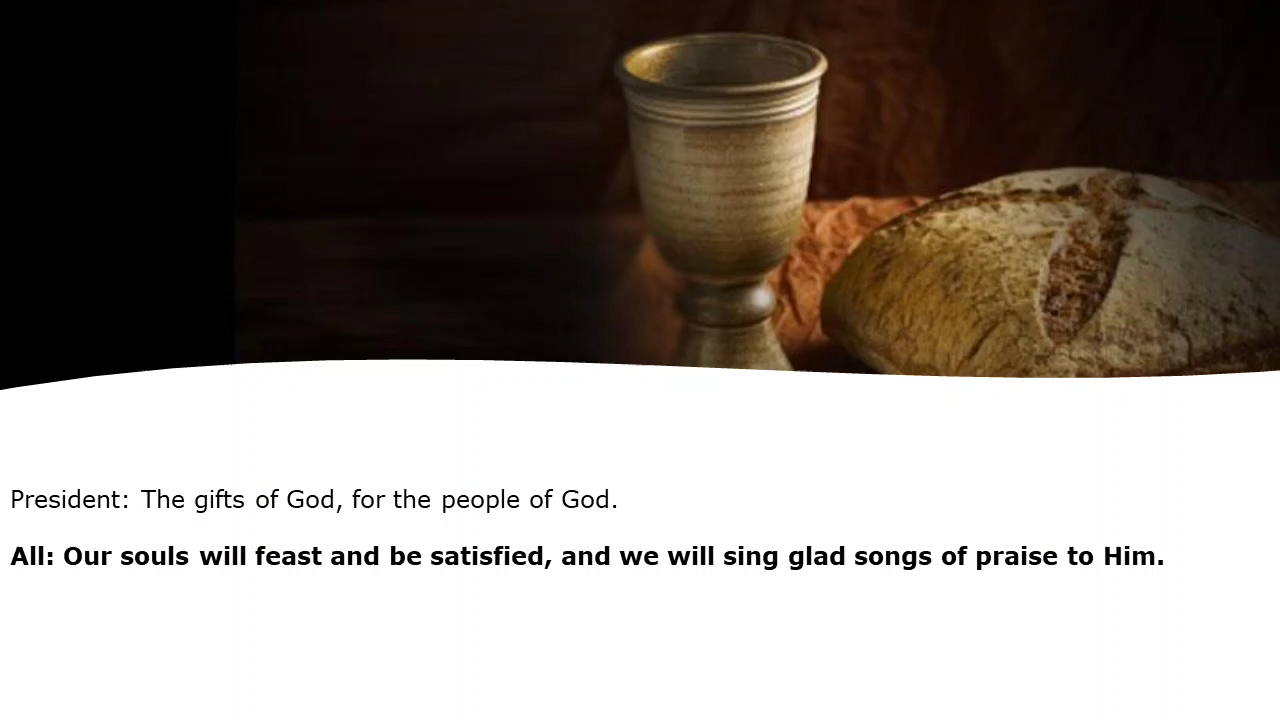 President: The gifts of God, for the people of God.
All: Our souls will feast and be satisfied, and we will sing glad songs of praise to Him.